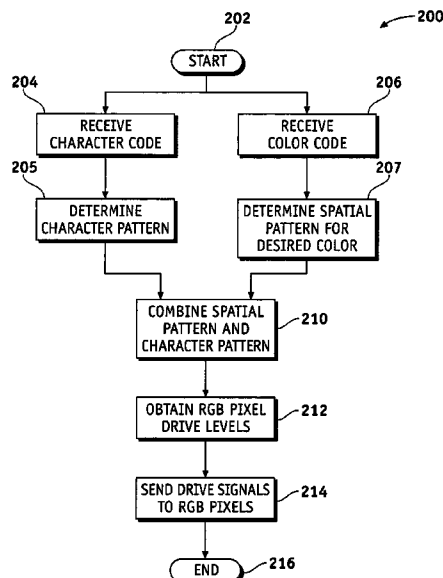 200
202
START
204
206
RECEIVE
CHARACTER CODE
RECEIVE
COLOR CODE
205
207
DETERMINE
CHARACTER PATTERN
DETERMINE SPATIAL
PATTERN FOR
DESIRED COLOR
COMBINE SPATIAL
PATTERN AND
CHARACTER PATTERN
210
OBTAIN RGB PIXEL
DRIVE LEVELS
212
SEND DRIVE SIGNALS
TO RGB PIXELS
214
END
216